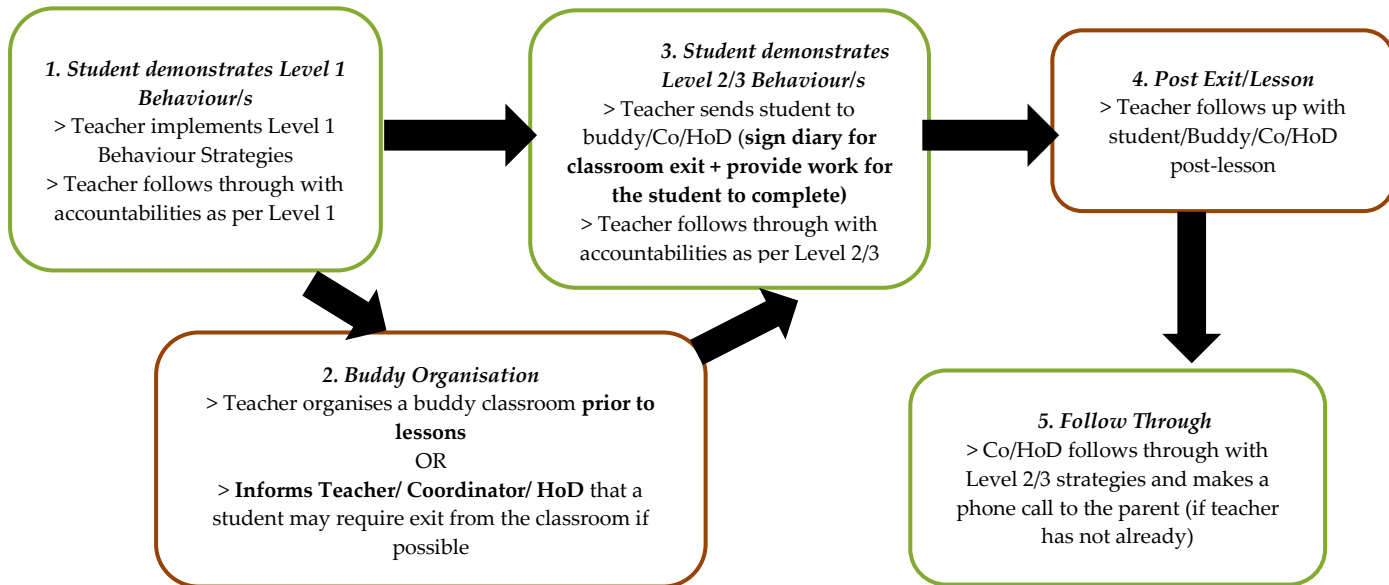 1. Student demonstrates Level 1
Behaviour/s
> Teacher implements Level 1
Behaviour Strategies
> Teacher follows through with
accountabilities as per Level 1
2. Buddy Organisation
> Teacher organises a buddy classroom prior to
lessons
OR
> Informs Teacher/ Coordinator/ HoD that a
student may require exit from the classroom if
possible
3. Student demonstrates
Level 2/3 Behaviour/s
> Teacher sends student to
buddy/Co/HoD (sign diary for
classroom exit + provide work for
the student to complete)
> Teacher follows through with
accountabilities as per Level 2/3
4. Post Exit/Lesson
> Teacher follows up with
student/Buddy/Co/HoD
post-lesson
5. Follow Through
> Co/HoD follows through with
Level 2/3 strategies and makes a
phone call to the parent (if teacher
has not already)